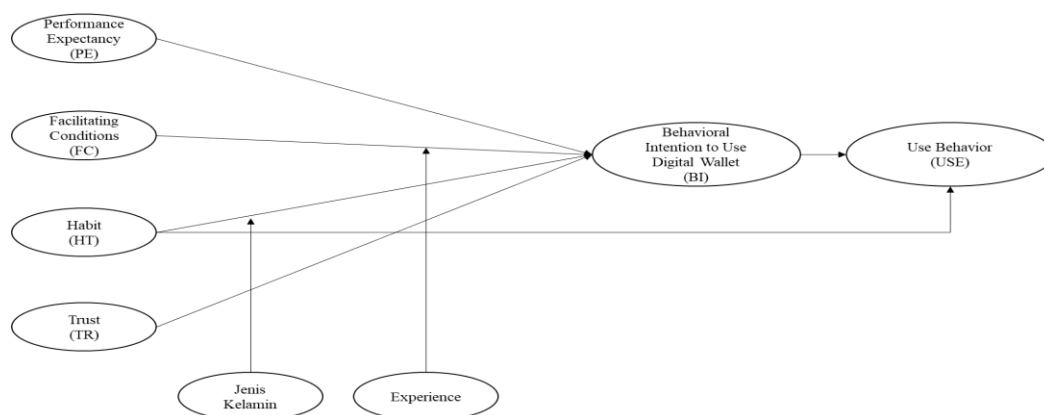 Performance
Expectancy
(PE)
Facilitating
Conditions
(FC)
Behavioral
Intention to Use
Digital Wallet
(BI)
Use Behavior
(USE)
Habit
(HT)
Trust
(TR)
Jenis
Kelamin
Experience